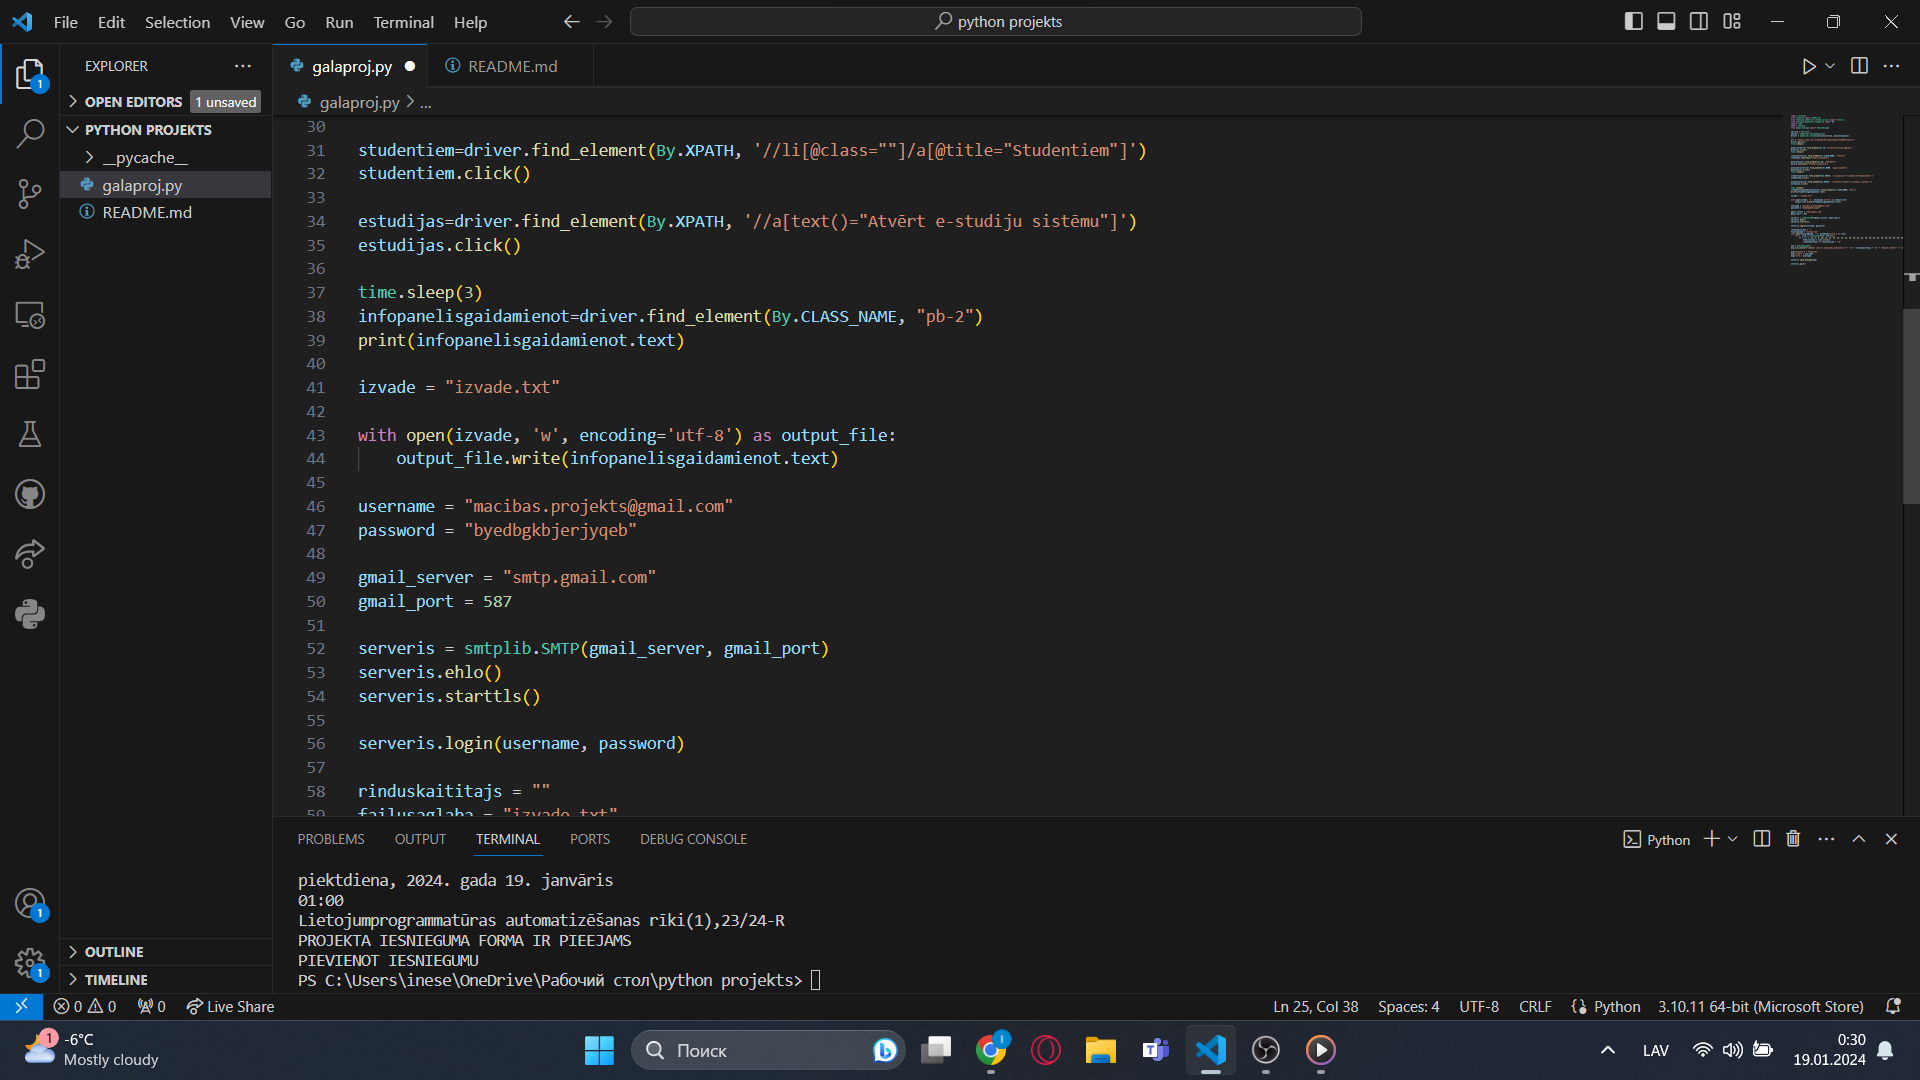 File Edit Selection View Go Run Terminal Help
python projekts
EXPLORER
galaproj.py
README.md
OPEN EDITORS 1 unsaved
galaproj.py > ...
PYTHON PROJEKTS
__pycache__
galaproj.py
README.md
30
31 studentiem=driver.find_element(By.XPATH, '//li[@class=""]/a[@title="Studentiem"]')
32 studentiem.click()
33
34 estudijas=driver.find_element(By.XPATH, '//a[text()="Atvērt e-studiju sistēmu"]')
35 estudijas.click()
36
37 time.sleep(3)
38 infopanelisgaidamienot=driver.find_element(By.CLASS_NAME, "pb-2")
39 print(infopanelisgaidamienot.text)
40
41 izvade = "izvade.txt"
42
43 with open(izvade, 'w', encoding='utf-8') as output_file:
44 output_file.write(infopanelisgaidamienot.text)
45
46 username = "macibas.projekts@gmail.com"
47 password = "byedbgkbjerjyqeb"
48
49 gmail_server = "smtp.gmail.com"
50 gmail_port = 587
51
52 serveris = smtplib.SMTP(gmail_server, gmail_port)
53 serveris.ehlo()
54 serveris.starttls()
55
56 serveris.login(username, password)
57
58 rinduskaititajs = ""
59 failusaglaba = "izvade.txt"
PROBLEMS OUTPUT TERMINAL PORTS DEBUG CONSOLE
Python
piektdiena, 2024. gada 19. janvāris
01:00
Lietojumprogrammatūras automatizēšanas rīki(1),23/24-R
PROJEKTA IESNIEGUMA FORMA IR PIEEJAMS
PIEVIENOT IESNIEGUMU
PS C:\Users\inese\OneDrive\Рабочий стол\python projekts>
OUTLINE
TIMELINE
1
1
1
0 0 0 Live Share
Ln 25, Col 38 Spaces: 4 UTF-8 CRLF Python 3.10.11 64-bit (Microsoft Store)
1
-6°C
Mostly cloudy
Поиск
LAV
0:30
19.01.2024